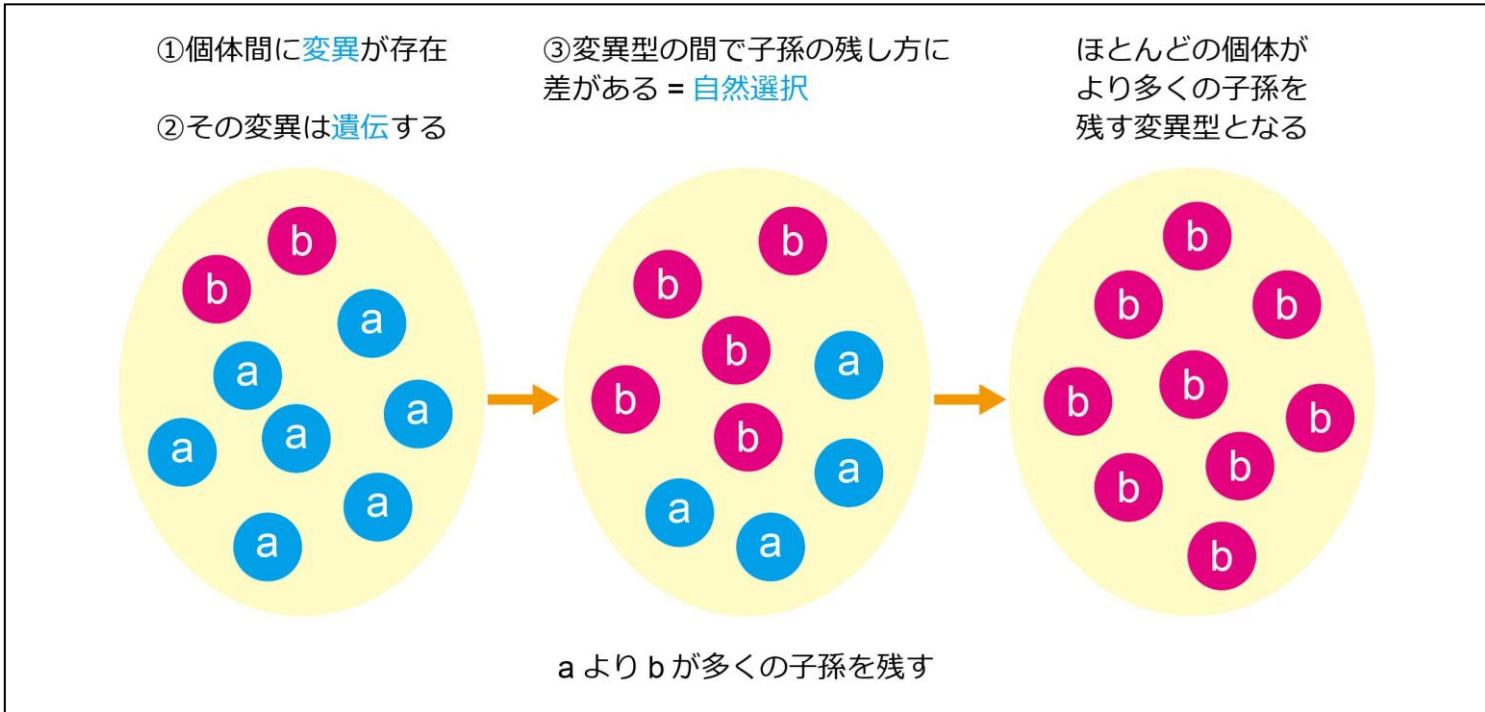 ①個体間に変異が存在
②その変異は遺伝する
③変異型の間で子孫の残し方に
差がある = 自然選択
ほとんどの個体が
より多くの子孫を
残す変異型となる
b
b
a
a
a
a
a
a
a
b
b
b
a
b
b
a
a
a
b
b
b
b
b
b
b
b
b
a より b が多くの子孫を残す